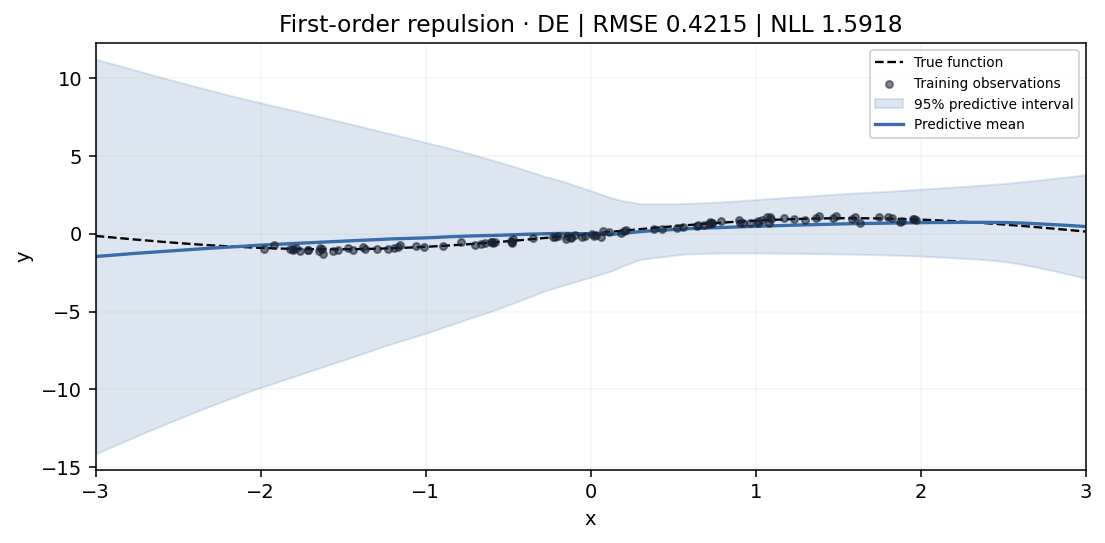 First-order repulsion · DE | RMSE 0.4215 | NLL 1.5918
True function
Training observations
95% predictive interval
Predictive mean
10
5
0
−5
−10
−15
y
−3
−2
−1
0
1
2
3
x